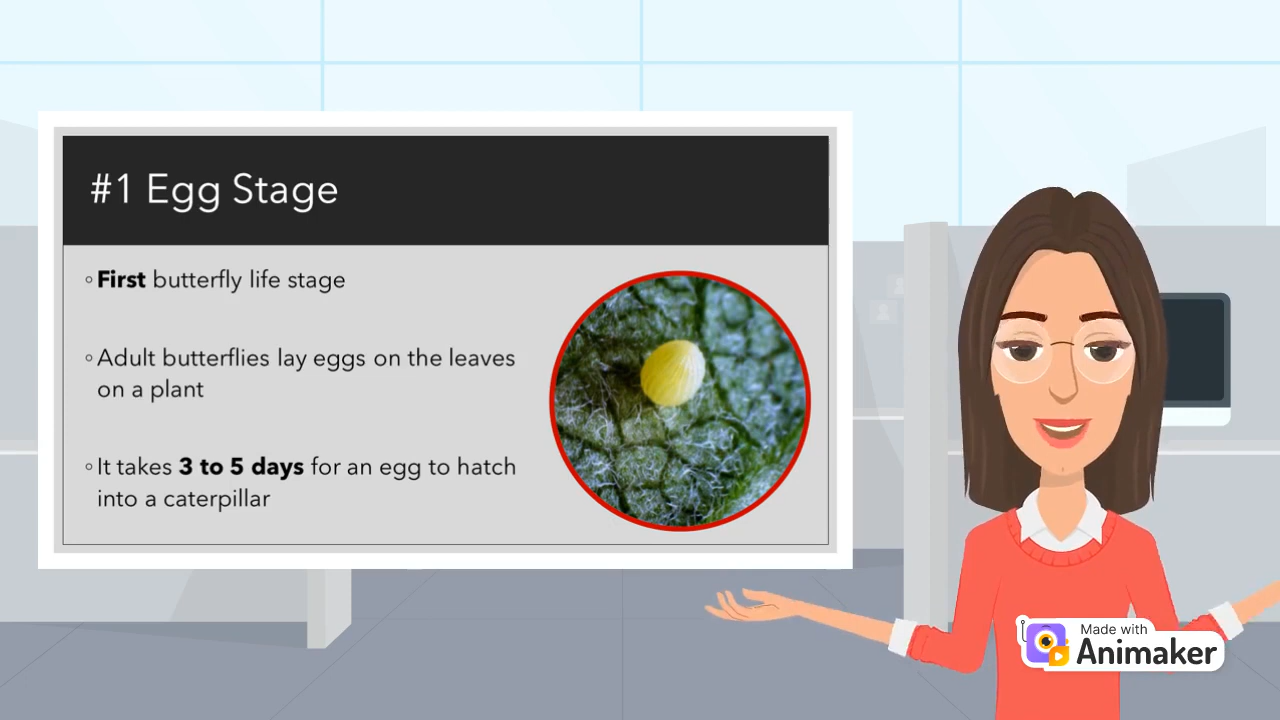 #1 Egg Stage
◦First butterfly life stage
◦Adult butterflies lay eggs on the leaves
on a plant
◦It takes 3 to 5 days for an egg to hatch
into a caterpillar
Made with
Animaker